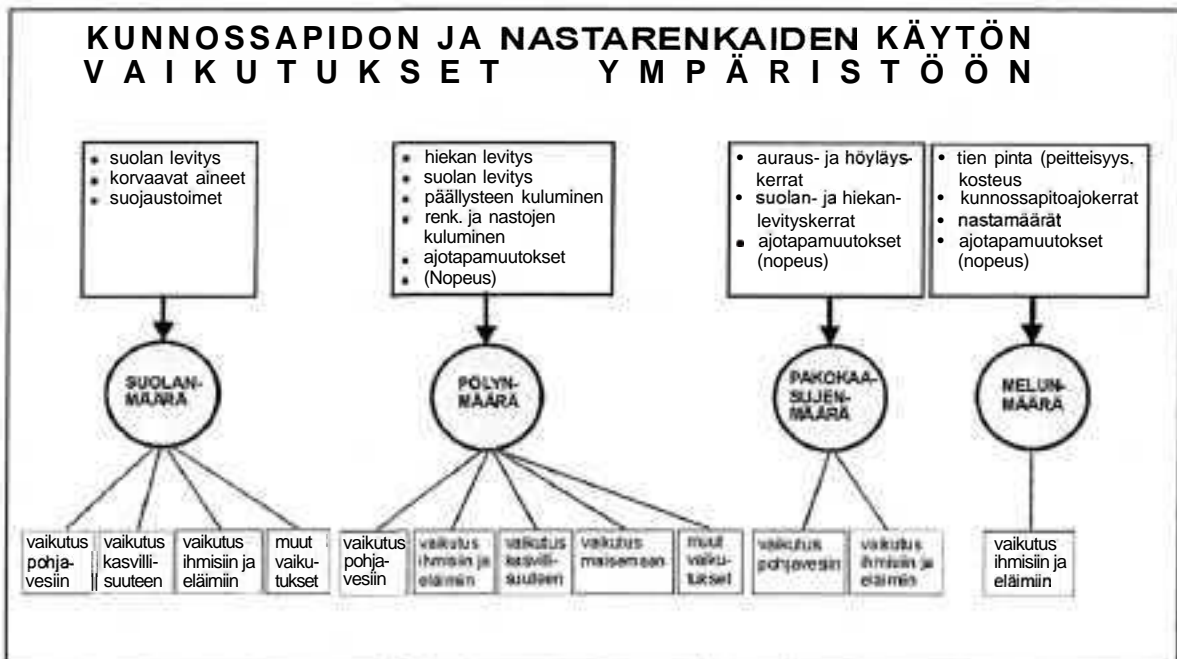 KUNNOSSAPIDON JA NASTARENKAIDEN KÄYTÖN
VAIKUTUKSET YMPÄRISTÖÖN
• suolan levitys
• korvaavat aineet
• suojaustoimet
• hiekan levitys
• suolan levitys
• päällysteen kuluminen
• renk. ja nastojen
kuluminen
• ajotapamuutokset
• (Nopeus)
• auraus- ja höyläys-
kerrat
• suolan- ja hiekan-
levityskerrat
• ajotapamuutokset
(nopeus)
• tien pinta (peitteisyys.
kosteus
• kunnossapitoajokerrat
• nastamäärät
• ajotapamuutokset
(nopeus)
SUOLAN-
MÄÄRÄ
PÖLYN-
MÄÄRÄ
PAKOKAA-
SUJEN-
MÄÄRÄ
MELUN-
MÄÄRÄ
vaikutus
pohja-
vesiin
vaikutus
kasvilli-
suuteen
vaikutus
ihmisiin ja
eläimiin
muut
vaiku-
tukset
vaikutus
pohja-
vesiin
vaikutus
ihmisiin ja
eläimiin
vaikutus
kasvilli-
suuteen
vaikutus
maisemaan
muut
vaiku-
tukset
vaikutus
pohjavesiin
vaikutus
ihmisiin ja
eläimiin
vaikutus
ihmisiin ja
eläimiin